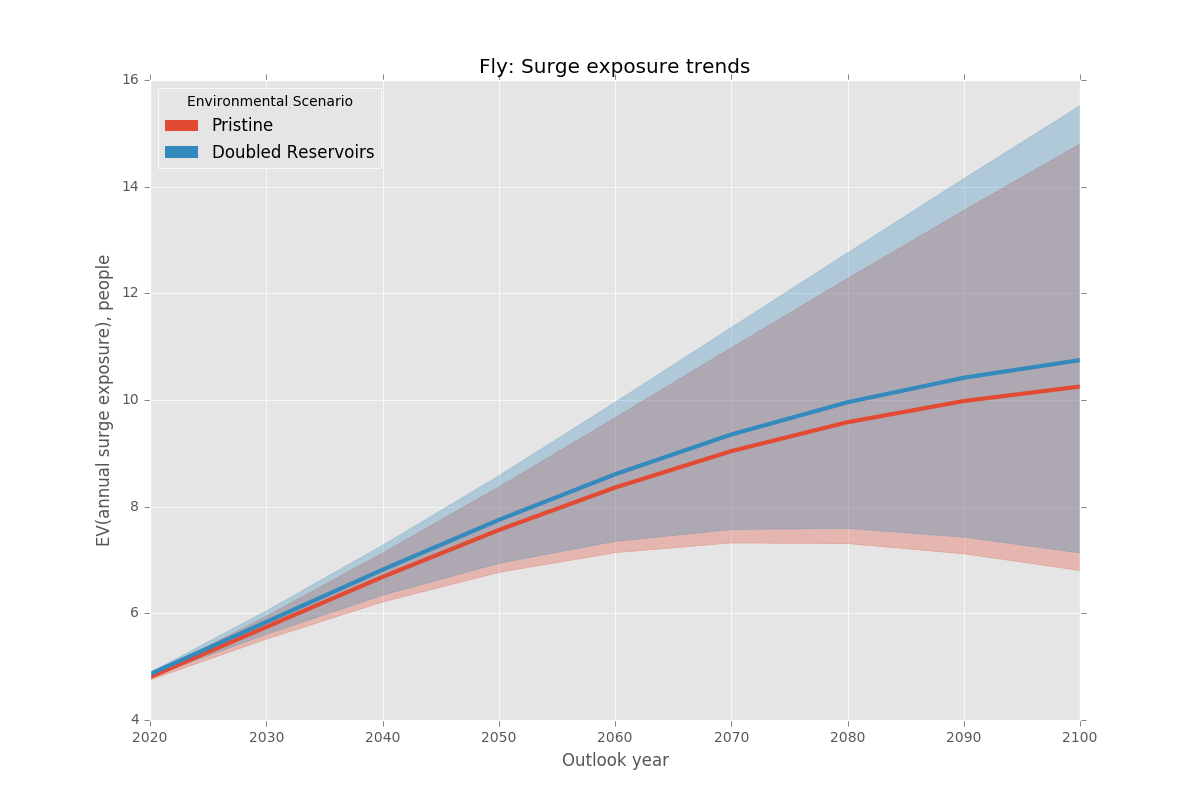 Fly: Surge exposure trends
Environmental Scenario
Pristine
Doubled Reservoirs
EV(annual surge exposure), people
16
14
12
10
8
6
4
2020 2030 2040 2050 2060 2070 2080 2090 2100
Outlook year